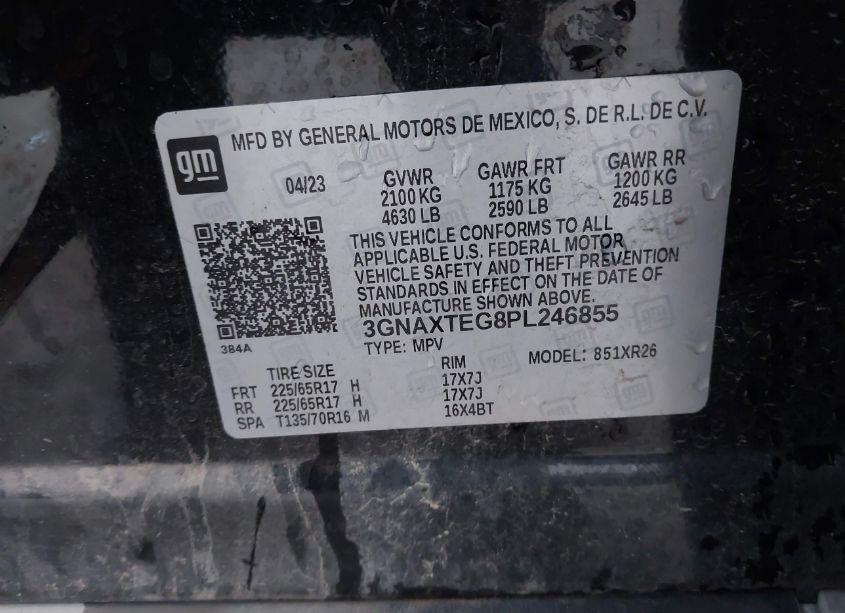 gm
MFD BY GENERAL MOTORS DE MEXICO, S. DE R.L. DE C.V.
04/23
GVWR GAWR FRT GAWR RR
2100 KG 1175 KG 1200 KG
4630 LB 2590 LB 2645 LB
THIS VEHICLE CONFORMS TO ALL
APPLICABLE U.S. FEDERAL MOTOR
VEHICLE SAFETY AND THEFT PREVENTION
STANDARDS IN EFFECT ON THE DATE OF
MANUFACTURE SHOWN ABOVE.
3GNAXTEG8PL246855
384A
TYPE: MPV MODEL: 851XR26
TIRE SIZE RIM
FRT 225/65R17 H 17X7J
RR 225/65R17 H 17X7J
SPA T135/70R16 M 16X4BT